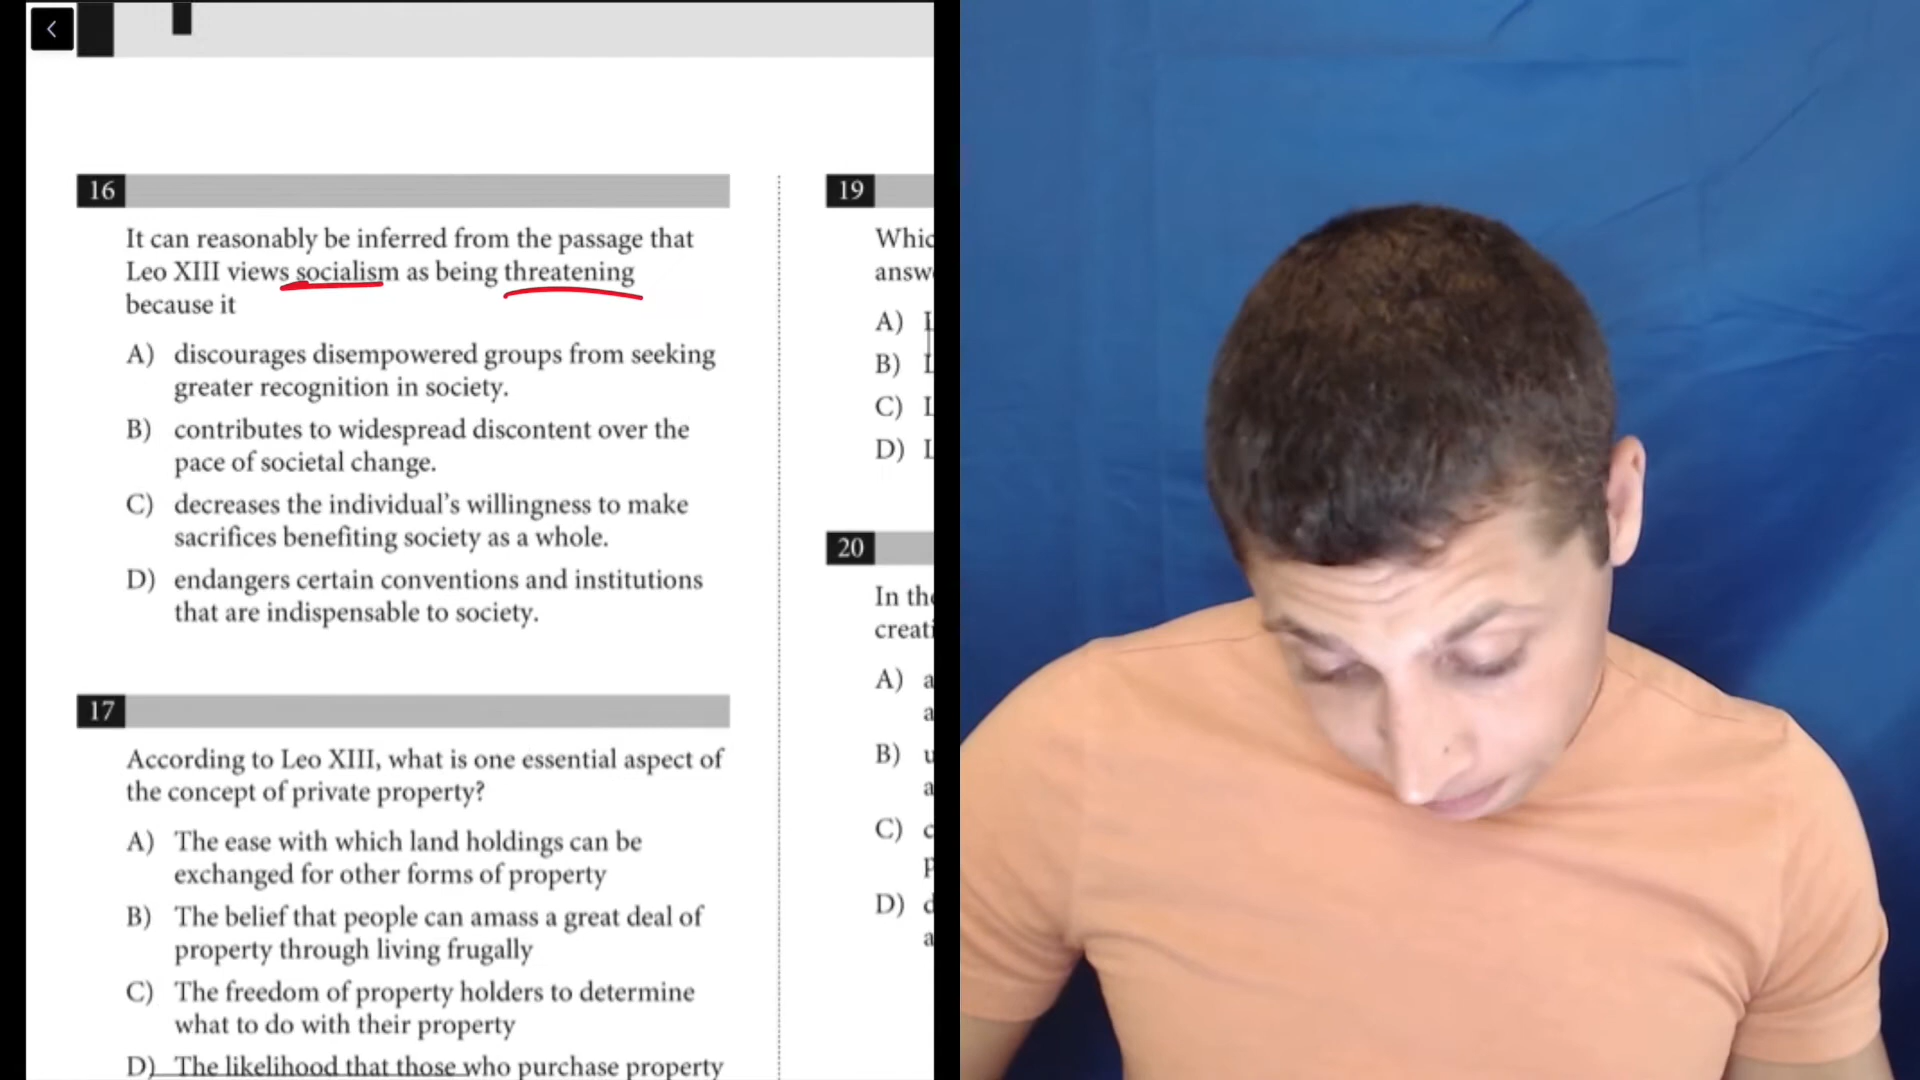 16
It can reasonably be inferred from the passage that
Leo XIII views socialism as being threatening
because it
A) discourages disempowered groups from seeking
greater recognition in society.
B) contributes to widespread discontent over the
pace of societal change.
C) decreases the individual’s willingness to make
sacrifices benefiting society as a whole.
D) endangers certain conventions and institutions
that are indispensable to society.
17
According to Leo XIII, what is one essential aspect of
the concept of private property?
A) The ease with which land holdings can be
exchanged for other forms of property
B) The belief that people can amass a great deal of
property through living frugally
C) The freedom of property holders to determine
what to do with their property
D) The likelihood that those who purchase property
19
A)
B)
C)
D)
20
A)
B)
C)
D)